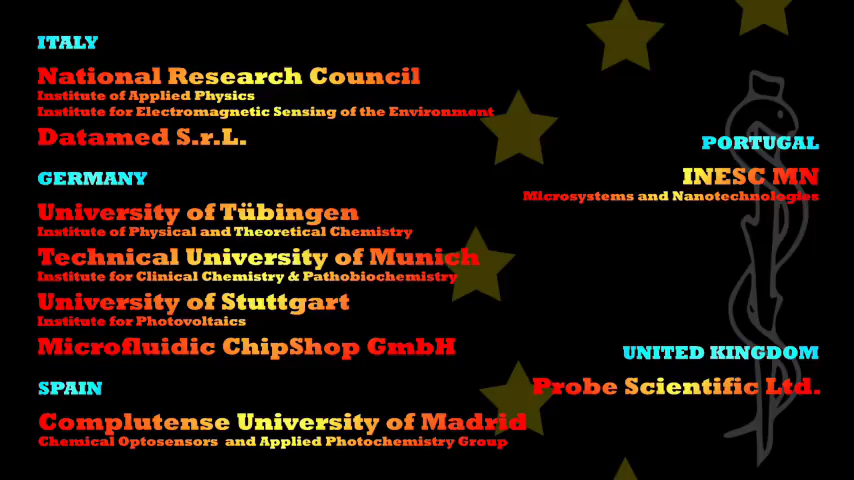 ITALY
National Research Council
Institute of Applied Physics
Institute for Electromagnetic Sensing of the Environment
Datamed S.r.L.
GERMANY
University of Tübingen
Institute of Physical and Theoretical Chemistry
Technical University of Munich
Institute for Clinical Chemistry & Pathobiochemistry
University of Stuttgart
Institute for Photovoltaics
Microfluidic ChipShop GmbH
SPAIN
Complutense University of Madrid
Chemical Optosensors and Applied Photochemistry Group
PORTUGAL
INESC MN
Microsystems and Nanotechnologies
UNITED KINGDOM
Probe Scientific Ltd.